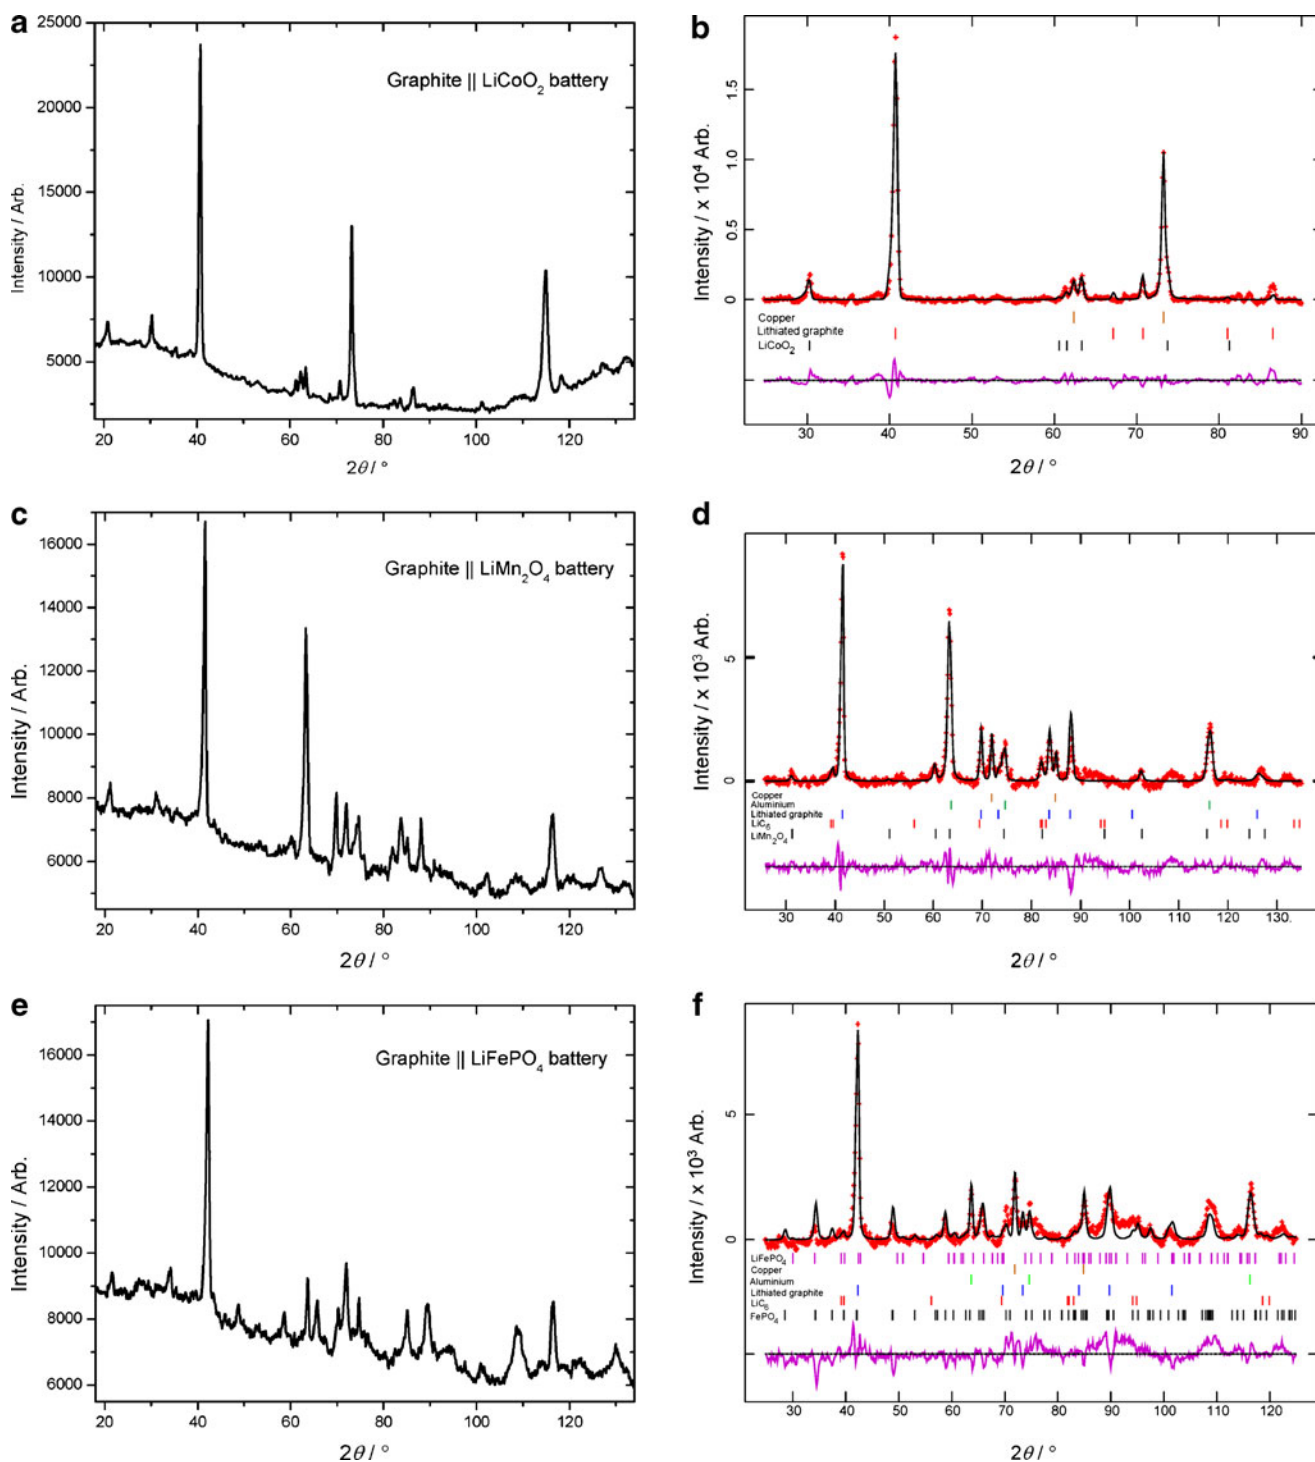 a
25000
20000
15000
10000
5000
Intensity / Arb.
Graphite || LiCoO2 battery
20 40 60 80 100 120
2θ / °
b
1.5
1.0
0.5
0
Intensity / x 10⁴ Arb.
Copper
Lithiated graphite
LiCoO2
30 40 50 60 70 80 90
2θ / °
c
16000
14000
12000
10000
8000
6000
Intensity / Arb.
Graphite || LiMn2O4 battery
20 40 60 80 100 120
2θ / °
d
5
0
Intensity / x 10³ Arb.
Copper
Aluminium
Lithiated graphite
LiC6
LiMn2O4
30 40 50 60 70 80 90 100 110 120 130.
2θ / °
e
16000
14000
12000
10000
8000
6000
Intensity / Arb.
Graphite || LiFePO4 battery
20 40 60 80 100 120
2θ / °
f
5
0
Intensity / x 10³ Arb.
LiFePO4
Copper
Aluminium
Lithiated graphite
LiC6
FePO4
30 40 50 60 70 80 90 100 110 120
2θ / °